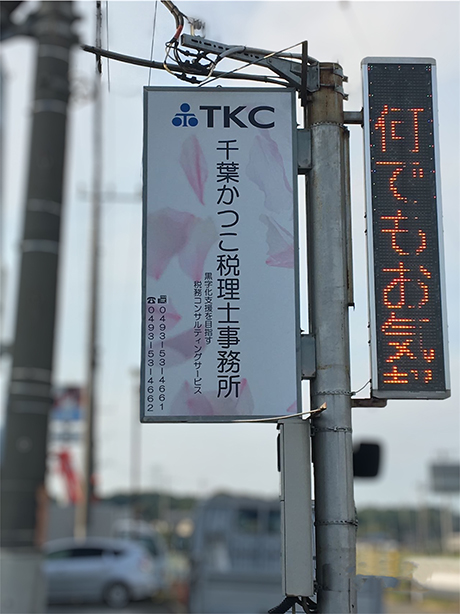 TKC
千葉かつこ税理士事務所
黒字化支援を目指す
税務コンサルティングサービス
0493-53-4661
☎0493-53-4662
何でもお気